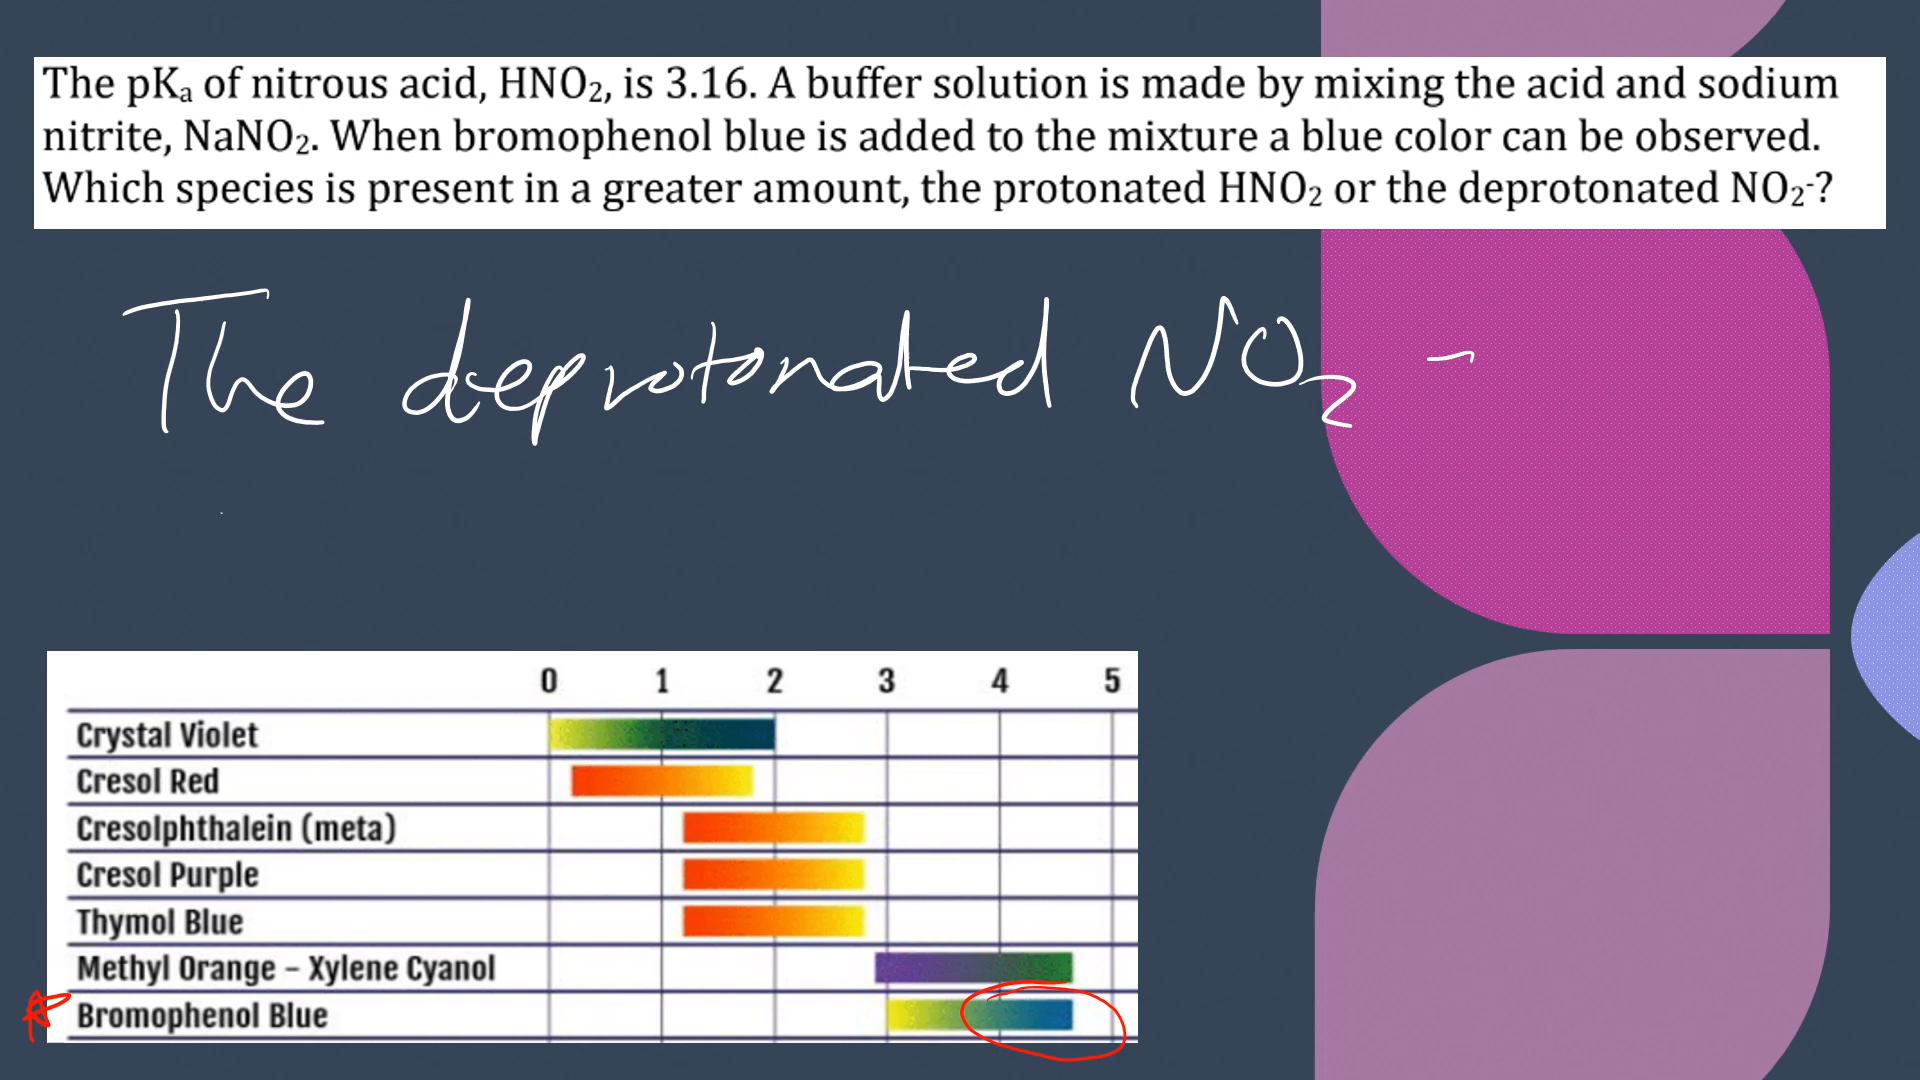 The pKₐ of nitrous acid, HNO₂, is 3.16. A buffer solution is made by mixing the acid and sodium
nitrite, NaNO₂. When bromophenol blue is added to the mixture a blue color can be observed.
Which species is present in a greater amount, the protonated HNO₂ or the deprotonated NO₂⁻?
The deprotonated NO₂⁻
0 1 2 3 4 5
Crystal Violet
Cresol Red
Cresolphthalein (meta)
Cresol Purple
Thymol Blue
Methyl Orange – Xylene Cyanol
Bromophenol Blue